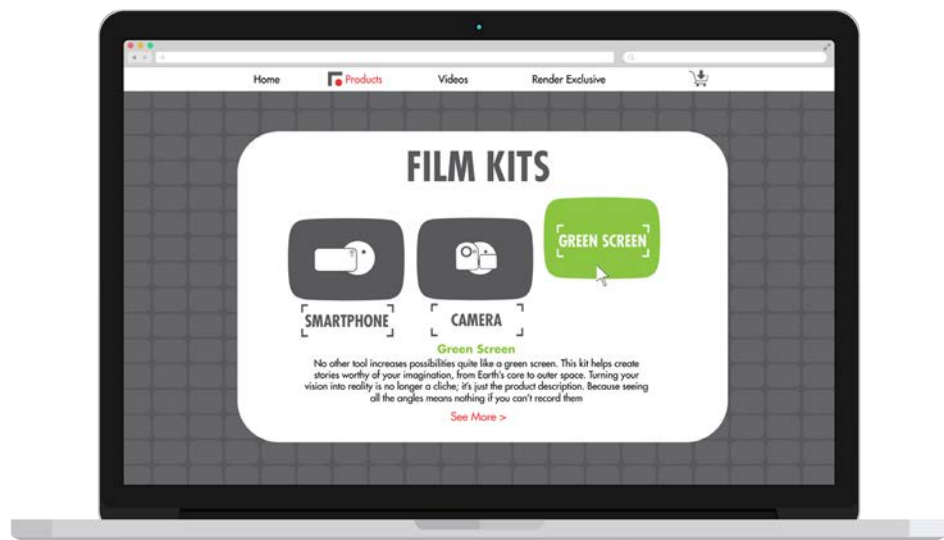 Home Products Videos Render Exclusive
FILM KITS
GREEN SCREEN
SMARTPHONE
CAMERA
Green Screen
No other tool increases possibilities quite like a green screen. This kit helps create
stories worthy of your imagination, from Earth's core to outer space. Turning your
vision into reality is no longer a cliche; it's just the product description. Because seeing
all the angles means nothing if you can't record them
See More >